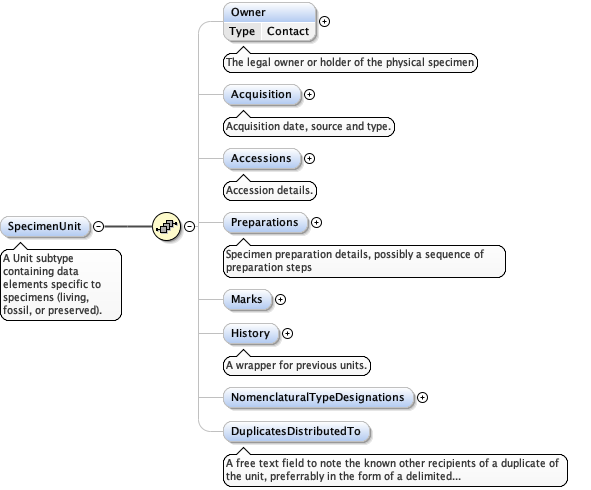 Owner
Type Contact
The legal owner or holder of the physical specimen
Acquisition
Acquisition date, source and type.
Accessions
Accession details.
Preparations
SpecimenUnit
A Unit subtype
containing data
elements specific to
specimens (living,
fossil, or preserved).
Specimen preparation details, possibly a sequence of
preparation steps
Marks
History
A wrapper for previous units.
NomenclaturalTypeDesignations
DuplicatesDistributedTo
A free text field to note the known other recipients of a duplicate of
the unit, preferrably in the form of a delimited...